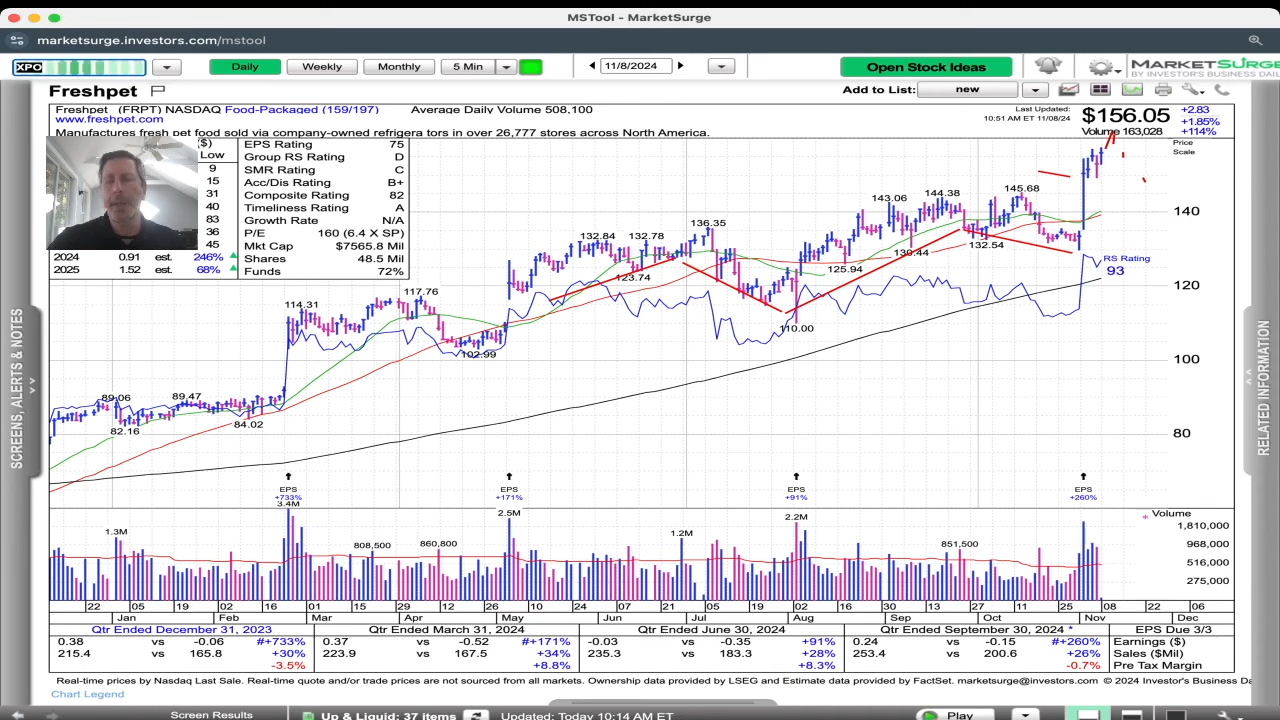 MSTool - MarketSurge
marketsurge.investors.com/mstool
XPO
Daily
Weekly
Monthly
5 Min
11/8/2024
Open Stock Ideas
MARKETSURGE
BY INVESTOR'S BUSINESS DAILY
Freshpet
Add to List:
new
Freshpet (FRPT) NASDAQ Food-Packaged (159/197) Average Daily Volume 508,100
www.freshpet.com
Manufactures fresh pet food sold via company-owned refrigera tors in over 26,777 stores across North America.
Last Updated:
10:51 AM ET 11/08/24
$156.05
Volume 163,028
+2.83
+1.85%
+114%
Price
Scale
($)
Low
9
15
31
40
83
36
45
2024 0.91 est. 246%
2025 1.52 est. 68%
EPS Rating 75
Group RS Rating D
SMR Rating C
Acc/Dis Rating B+
Composite Rating 82
Timeliness Rating A
Growth Rate N/A
P/E 160 (6.4 X SP)
Mkt Cap $7565.8 Mil
Shares 48.5 Mil
Funds 72%
140
120
100
80
RS Rating
93
89.06
82.16
89.47
84.02
114.31
117.76
102.99
132.84
123.74
132.78
136.35
110.00
125.94
143.06
130.44
144.38
132.54
145.68
EPS
+733%
EPS
+171%
EPS
+91%
EPS
+260%
1.3M
3.4M
808,500
860,800
2.5M
1.2M
2.2M
851,500
Volume
1,810,000
968,000
516,000
275,000
22 05 19 02 16 01 15 29 12 26 10 24 07 21 05 19 02 16 30 13 27 11 25 08 22 06
Jan Feb Mar Apr May Jun Jul Aug Sep Oct Nov Dec
Qtr Ended December 31, 2023 Qtr Ended March 31, 2024 Qtr Ended June 30, 2024 Qtr Ended September 30, 2024 * EPS Due 3/3
0.38 vs -0.06 #+733% 0.37 vs -0.52 #+171% -0.03 vs -0.35 +91% 0.24 vs -0.15 #+260% Earnings ($)
215.4 vs 165.8 +30% 223.9 vs 167.5 +34% 235.3 vs 183.3 +28% 253.4 vs 200.6 +26% Sales ($Mil)
-3.5% +8.8% +8.3% -0.7% Pre Tax Margin
Real-time prices by Nasdaq Last Sale. Real-time quote and/or trade prices are not sourced from all markets. Ownership data provided by LSEG and Estimate data provided by FactSet. marketsurge@investors.com © 2024 Investor's Business Da
Chart Legend
SCREENS, ALERTS & NOTES
RELATED INFORMATION
Screen Results
Up & Liquid: 37 items
Updated: Today 10:14 AM ET
Play